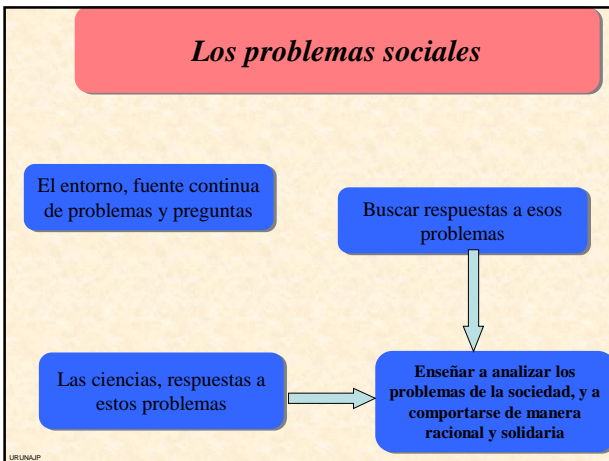 Los problemas sociales
El entorno, fuente continua
de problemas y preguntas
Buscar respuestas a esos
problemas
Las ciencias, respuestas a
estos problemas
Enseñar a analizar los
problemas de la sociedad, y a
comportarse de manera
racional y solidaria
URUNAJP